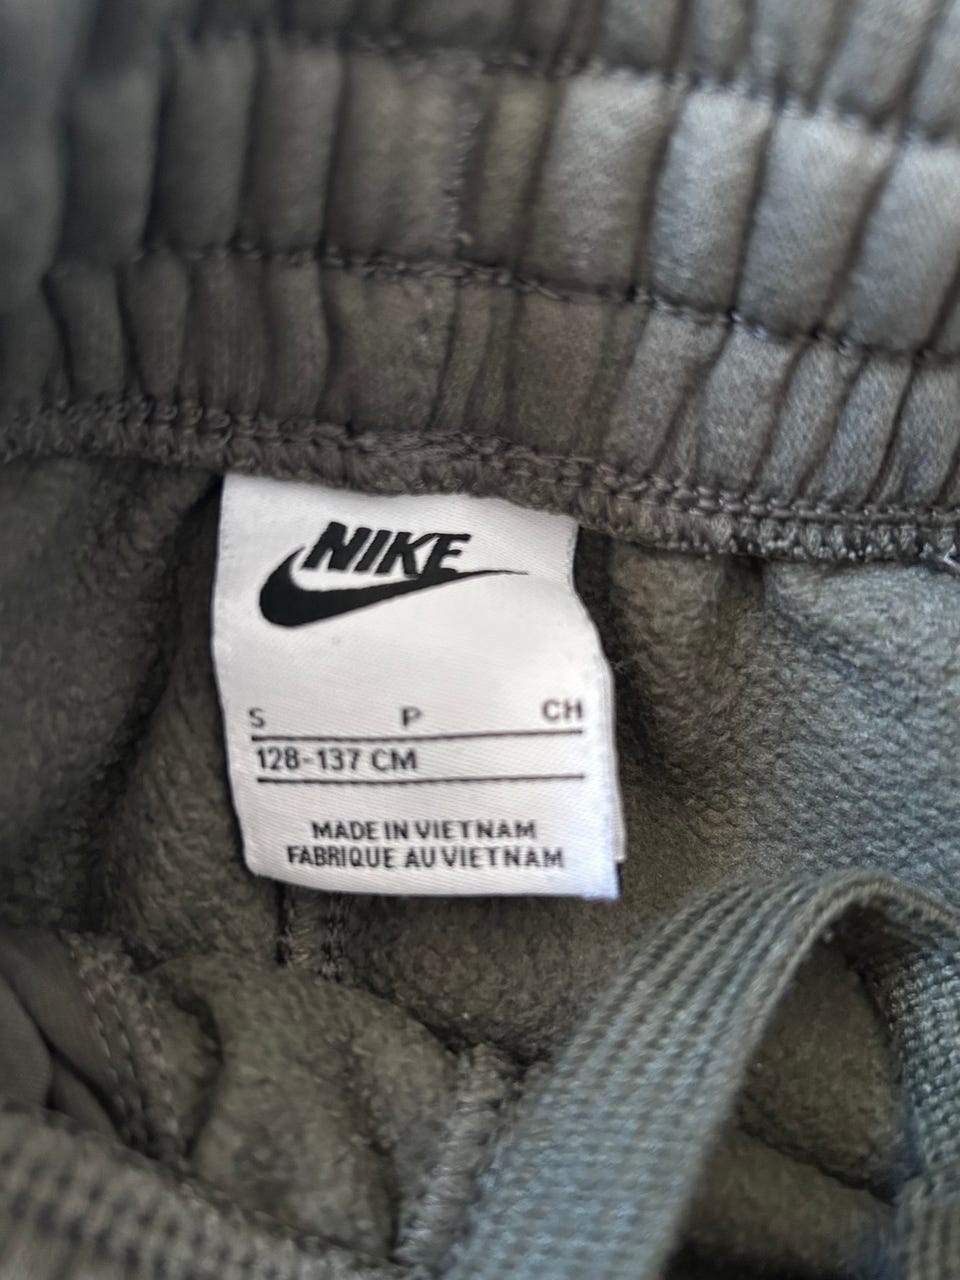 NIKE
S P CH
128-137 CM
MADE IN VIETNAM
FABRIQUE AU VIETNAM